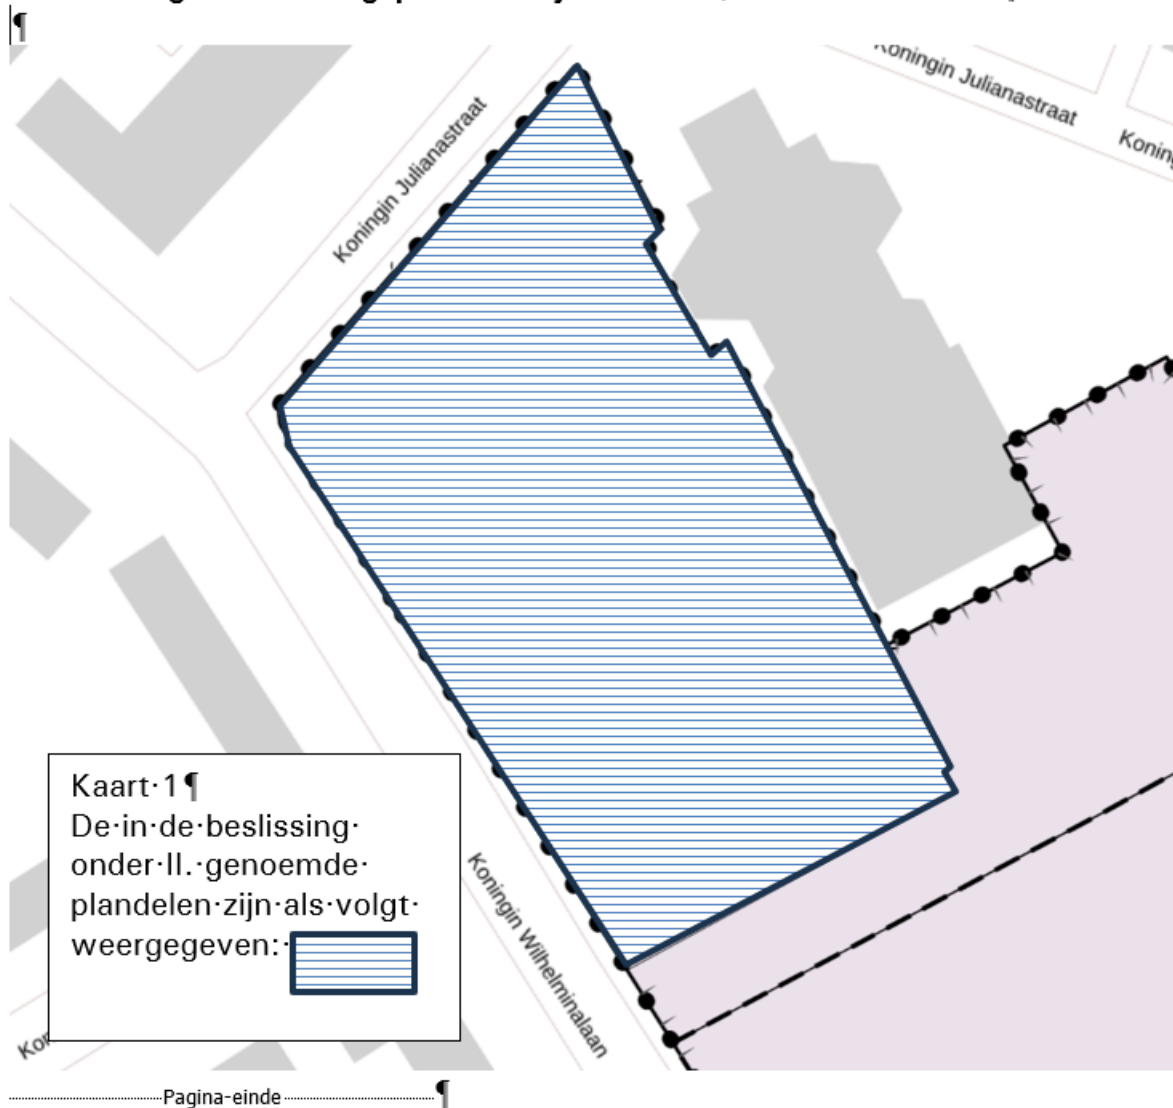 ¶
Koningin Julianastraat
Koningin Julianastraat
Kaart·1¶
De·in·de·beslissing·
onder·II.·genoemde·
plandelen·zijn·als·volgt·
weergegeven:·
Koningin Wilhelminalaan
Pagina-einde ¶